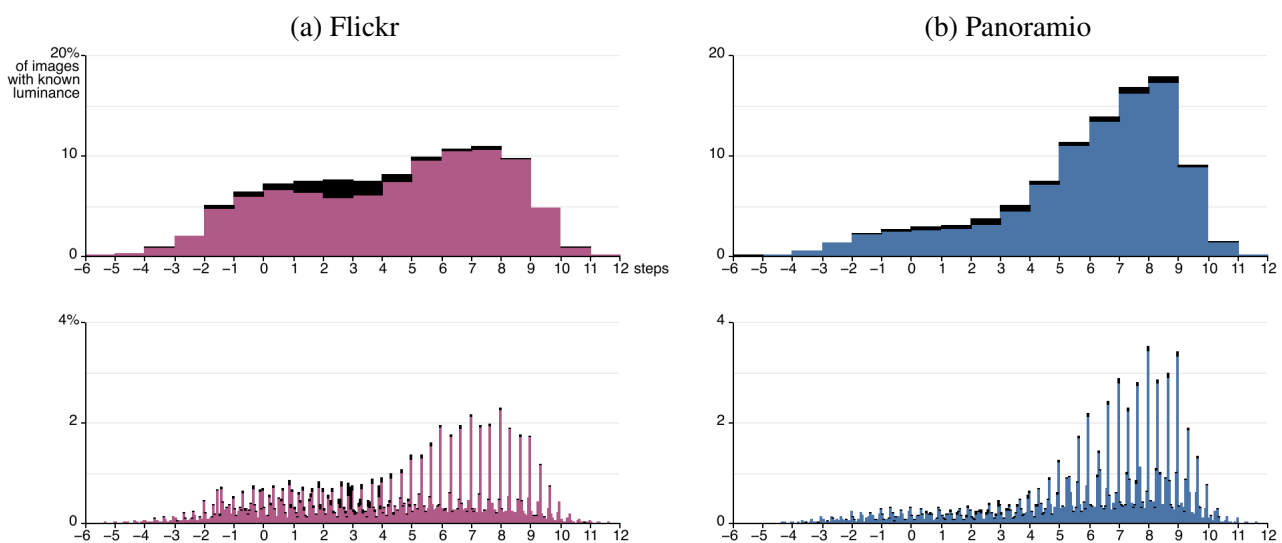 (a) Flickr
(b) Panoramio
20%
of images
with known
luminance
10
0
−6 −5 −4 −3 −2 −1 0 1 2 3 4 5 6 7 8 9 10 11 12 steps
20
10
0
−6 −5 −4 −3 −2 −1 0 1 2 3 4 5 6 7 8 9 10 11 12
4%
2
0
−6 −5 −4 −3 −2 −1 0 1 2 3 4 5 6 7 8 9 10 11 12
4
2
0
−6 −5 −4 −3 −2 −1 0 1 2 3 4 5 6 7 8 9 10 11 12